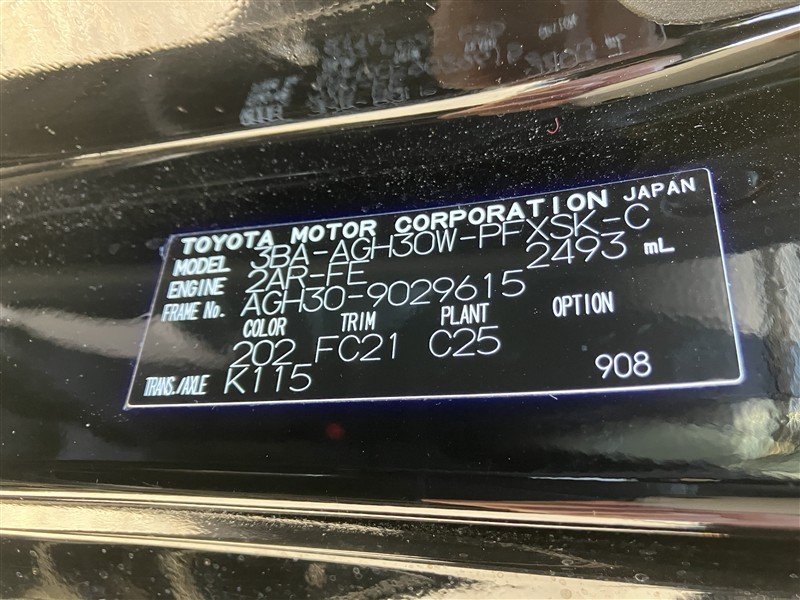 TOYOTA MOTOR CORPORATION JAPAN
MODEL 3BA-AGH30W-PFXSK-C
ENGINE 2AR-FE 2493 mL
FRAME No. AGH30-9029615
COLOR TRIM PLANT OPTION
202 FC21 C25
TRANS./AXLE K115 908